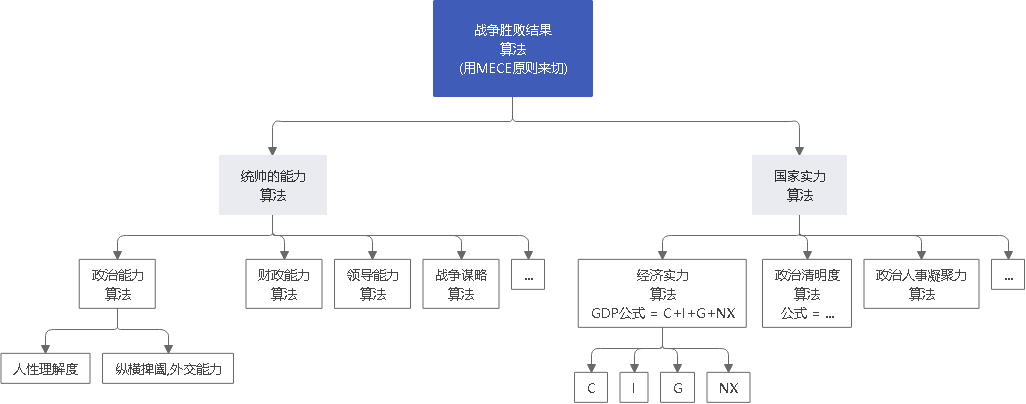 战争胜败结果
算法
(用MECE原则来切)
统帅的能力
算法
国家实力
算法
政治能力
算法
财政能力
算法
领导能力
算法
战争谋略
算法
...
经济实力
算法
GDP公式 = C+I+G+NX
政治清明度
算法
公式 = ...
政治人事凝聚力
算法
...
人性理解度
纵横捭阖,外交能力
C
I
G
NX